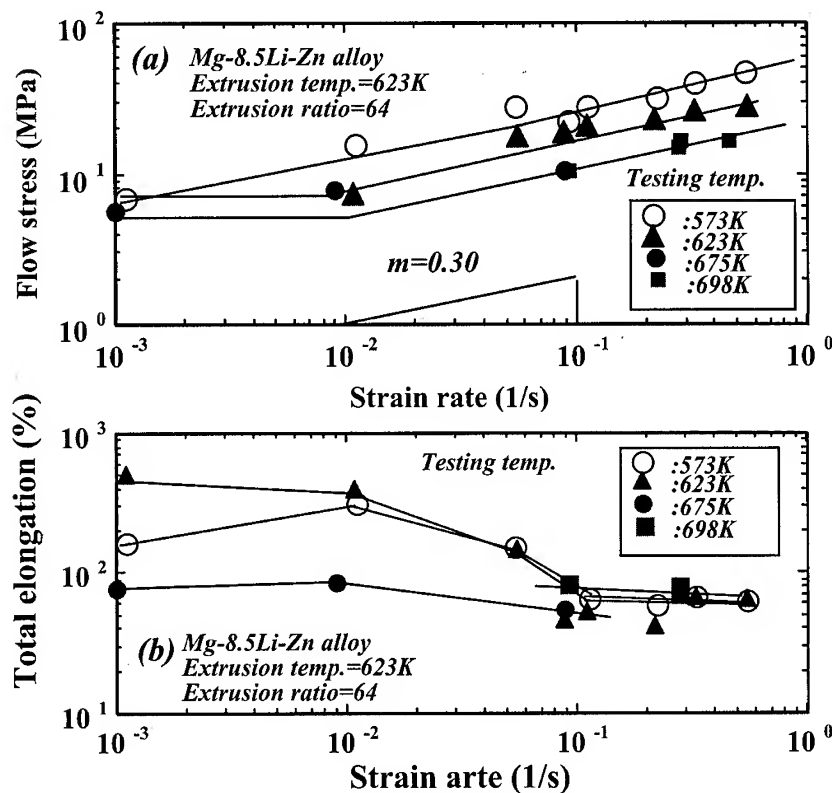 10 2
(a) Mg-8.5Li-Zn alloy
Extrusion temp.=623K
Extrusion ratio=64
Flow stress (MPa)
10 1
Testing temp.
:573K
:623K
:675K
:698K
m=0.30
10 0
10 -3 10 -2 10 -1 10 0
Strain rate (1/s)
10 3
Total elongation (%)
Testing temp.
:573K
:623K
:675K
:698K
10 2
(b) Mg-8.5Li-Zn alloy
Extrusion temp.=623K
Extrusion ratio=64
10 1
10 -3 10 -2 10 -1 10 0
Strain arte (1/s)